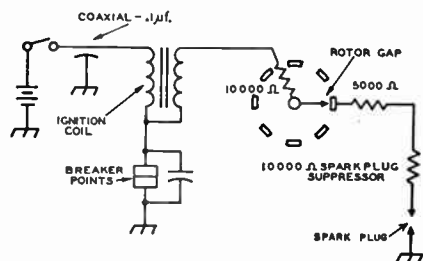 COAXIAL - .1μf.
ROTOR GAP
10000 Ω
5000 Ω
IGNITION
COIL
BREAKER
POINTS
10000 Ω SPARK PLUG
SUPPRESSOR
SPARK PLUG